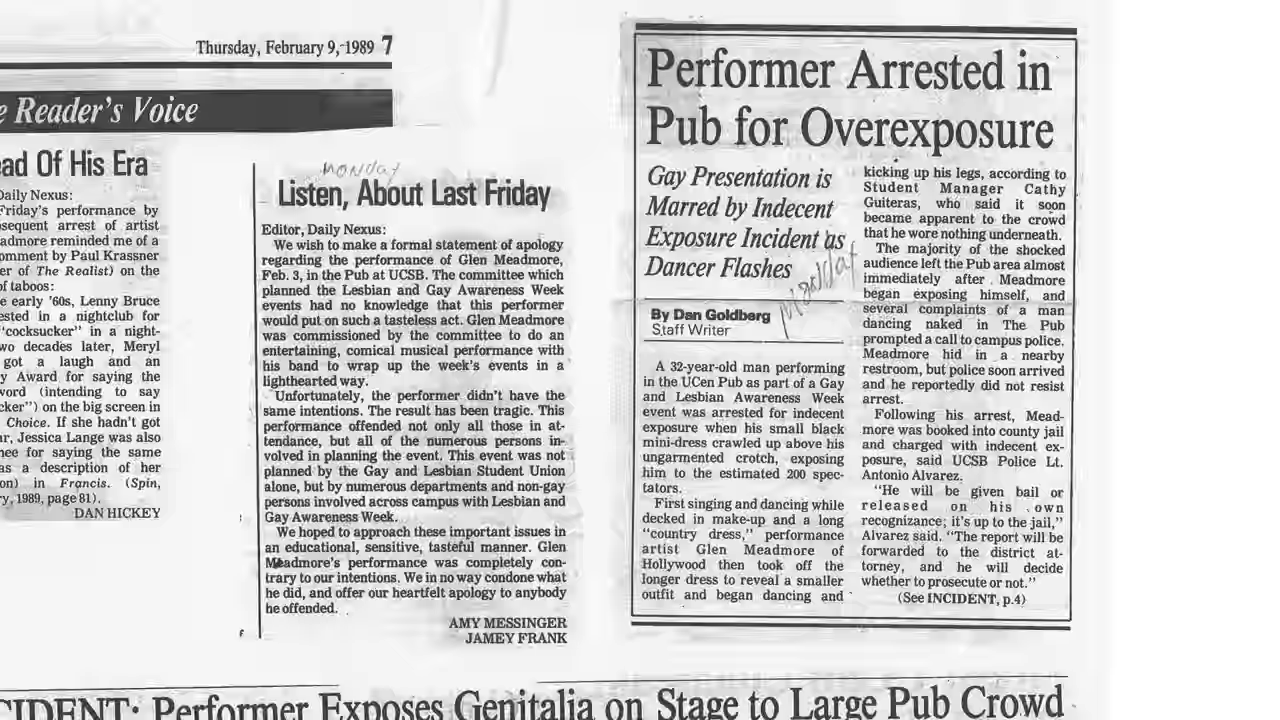 Thursday, February 9, 1989 7
Reader's Voice
Of His Era
Daily Nexus:
Friday's performance by
arrest of artist
reminded me of a
by Paul Krassner
of The Realist) on the
of taboos:
early '60s, Lenny Bruce
in a nightclub for
"cocksucker" in a night-
two decades later, Meryl
got a laugh and an
Award for saying the
word (intending to say
on the big screen in
Choice. If she hadn't got
Jessica Lange was also
for saying the same
as a description of her
in Francis. (Spin,
1989, page 81).
DAN HICKEY
Monday
Listen, About Last Friday
Editor, Daily Nexus:
We wish to make a formal statement of apology
regarding the performance of Glen Meadmore,
Feb. 3, in the Pub at UCSB. The committee which
planned the Lesbian and Gay Awareness Week
events had no knowledge that this performer
would put on such a tasteless act. Glen Meadmore
was commissioned by the committee to do an
entertaining, comical musical performance with
his band to wrap up the week's events in a
lighthearted way.
Unfortunately, the performer didn't have the
same intentions. The result has been tragic. This
performance offended not only all those in at-
tendance, but all of the numerous persons in-
volved in planning the event. This event was not
planned by the Gay and Lesbian Student Union
alone, but by numerous departments and non-gay
persons involved across campus with Lesbian and
Gay Awareness Week.
We hoped to approach these important issues in
an educational, sensitive, tasteful manner. Glen
Meadmore's performance was completely con-
trary to our intentions. We in no way condone what
he did, and offer our heartfelt apology to anybody
he offended.
AMY MESSINGER
JAMEY FRANK
Performer Arrested in
Pub for Overexposure
Gay Presentation is
Marred by Indecent
Exposure Incident as
Dancer Flashes
Monday
By Dan Goldberg
Staff Writer
A 32-year-old man performing
in the UCen Pub as part of a Gay
and Lesbian Awareness Week
event was arrested for indecent
exposure when his small black
mini-dress crawled up above his
ungarmented crotch, exposing
him to the estimated 200 spec-
tators.
First singing and dancing while
decked in make-up and a long
"country dress," performance
artist Glen Meadmore of
Hollywood then took off the
longer dress to reveal a smaller
outfit and began dancing and
kicking up his legs, according to
Student Manager Cathy
Guiteras, who said it soon
became apparent to the crowd
that he wore nothing underneath.
The majority of the shocked
audience left the Pub area almost
immediately after Meadmore
began exposing himself, and
several complaints of a man
dancing naked in The Pub
prompted a call to campus police.
Meadmore hid in a nearby
restroom, but police soon arrived
and he reportedly did not resist
arrest.
Following his arrest, Mead-
more was booked into county jail
and charged with indecent ex-
posure, said UCSB Police Lt.
Antonio Alvarez.
"He will be given bail or
released on his own
recognizance; it's up to the jail,"
Alvarez said. "The report will be
forwarded to the district at-
torney, and he will decide
whether to prosecute or not."
(See INCIDENT, p.4)
Performer Exposes Genitalia on Stage to Large Pub Crowd